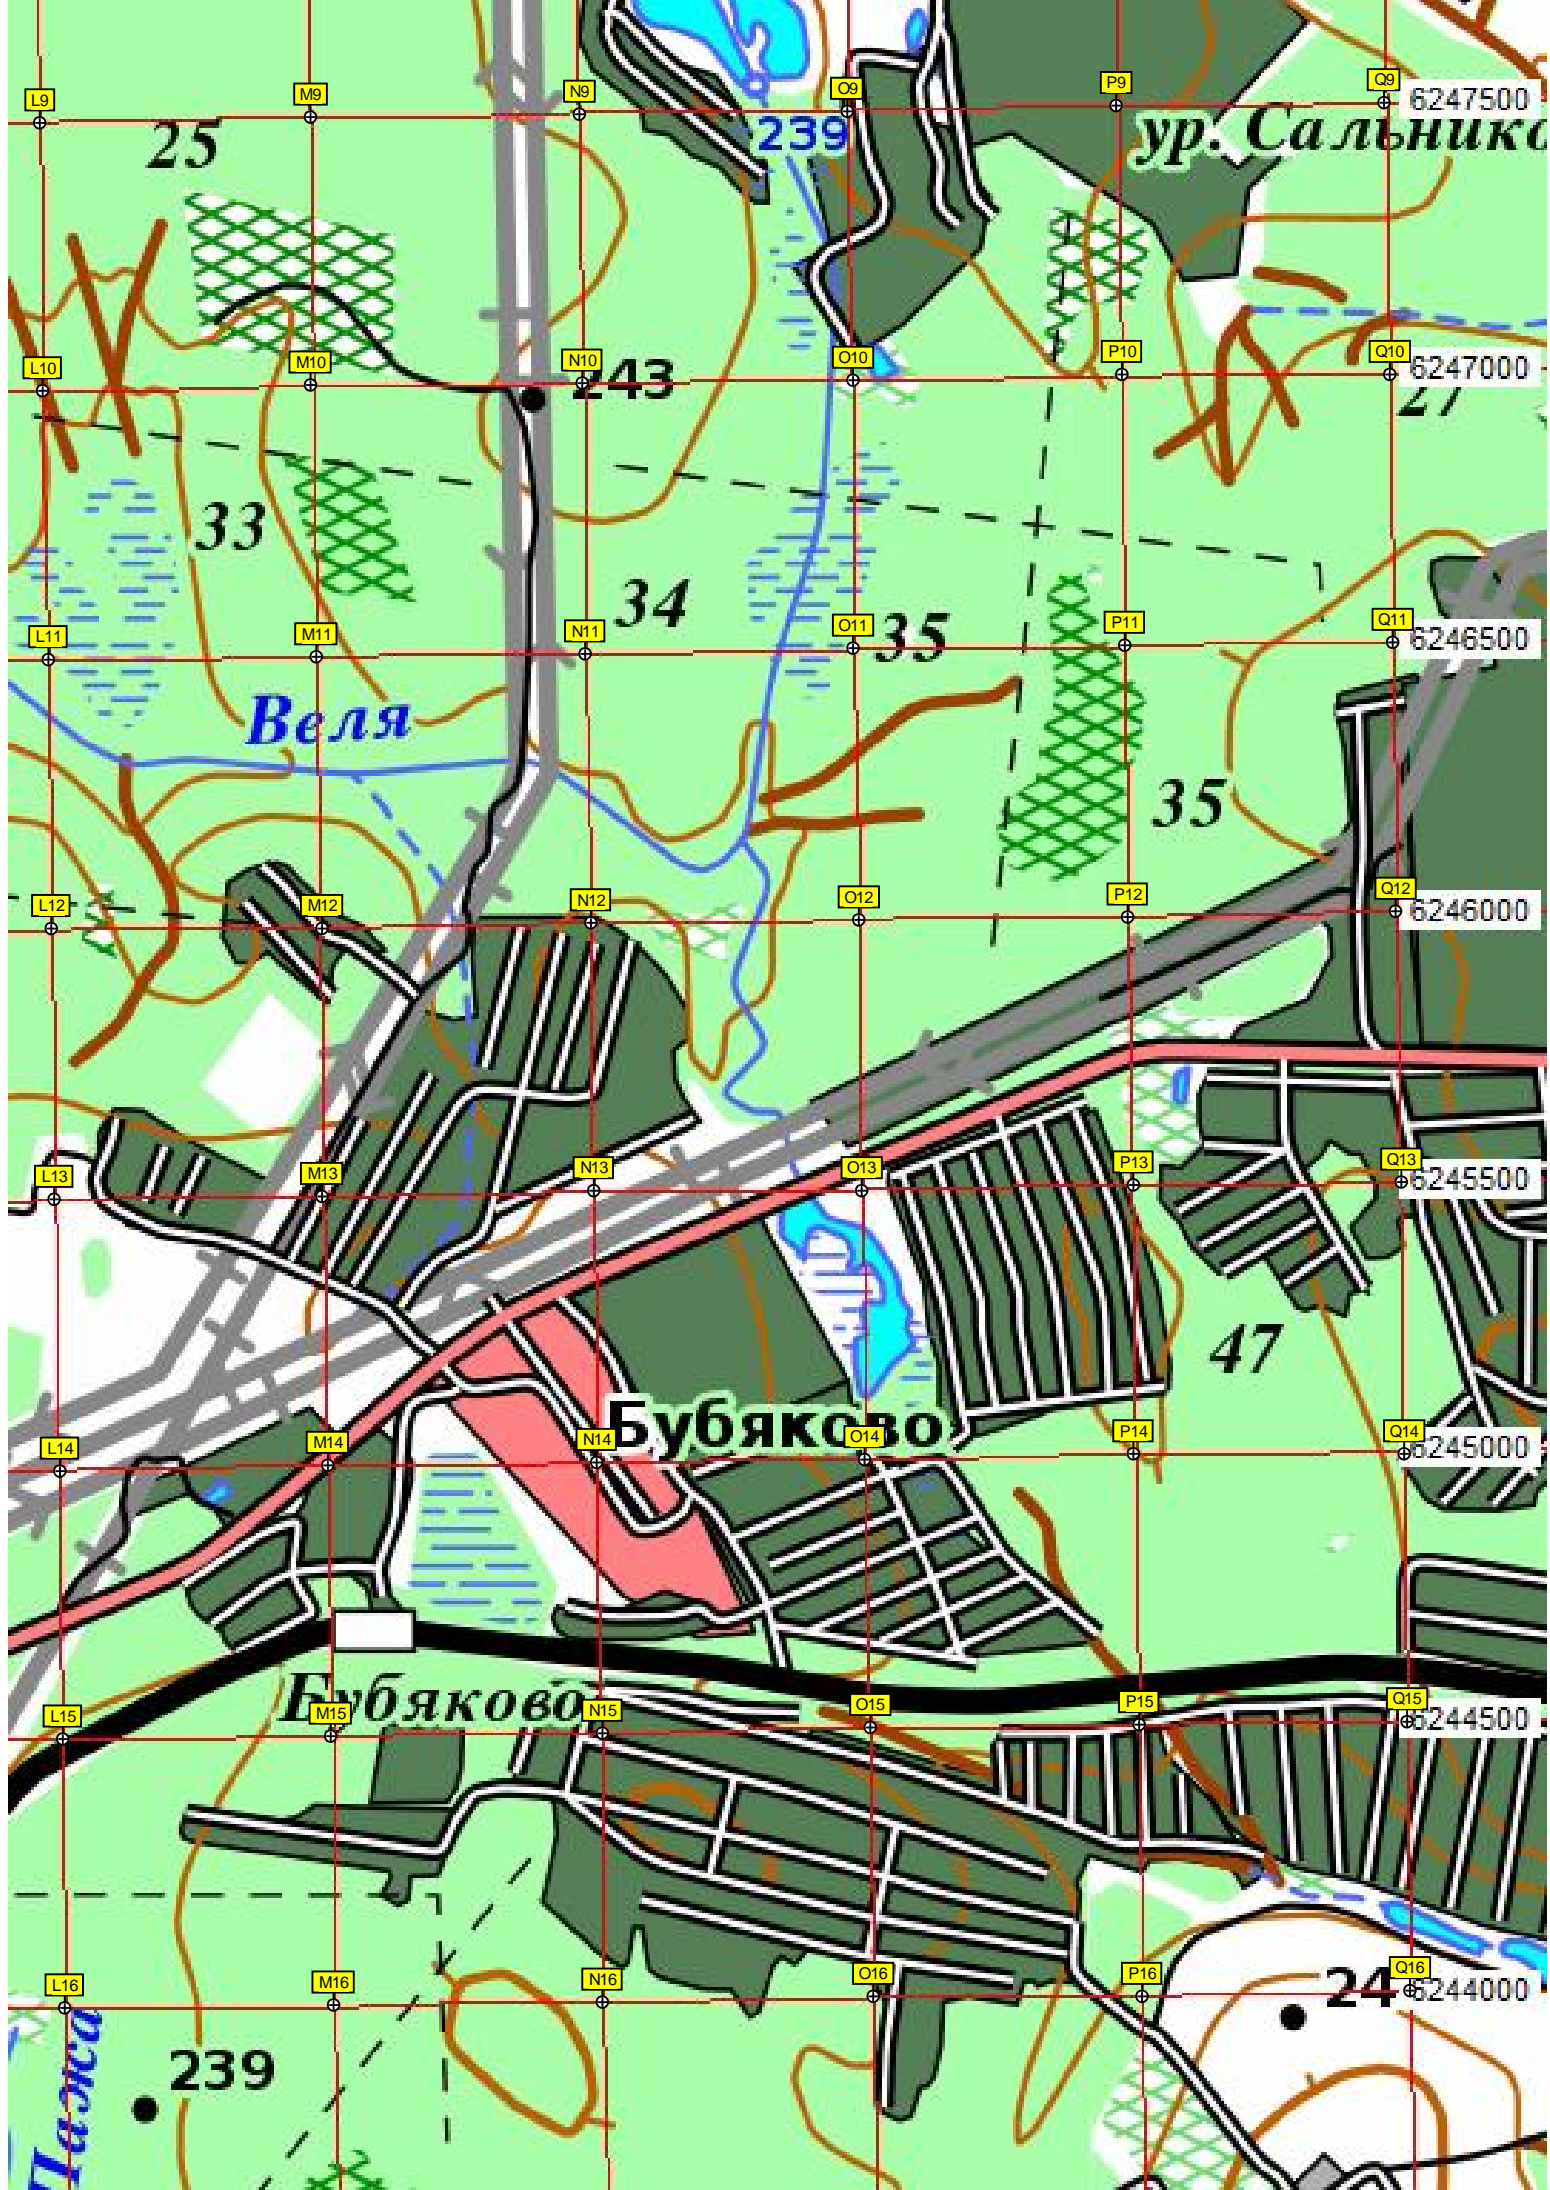 L9 M9 N9 O9 P9 Q9 6247500
25 239 ур. Сальнико
L10 M10 N10 O10 P10 Q10 6247000
243 27
33 34 35
L11 M11 N11 O11 P11 Q11 6246500
Веля
35
L12 M12 N12 O12 P12 Q12 6246000
L13 M13 N13 O13 P13 Q13 6245500
47
Бубяково
L14 M14 N14 O14 P14 Q14 6245000
Бубяково
L15 M15 N15 O15 P15 Q15 6244500
L16 M16 N16 O16 P16 Q16 6244000
24
239
Пажа